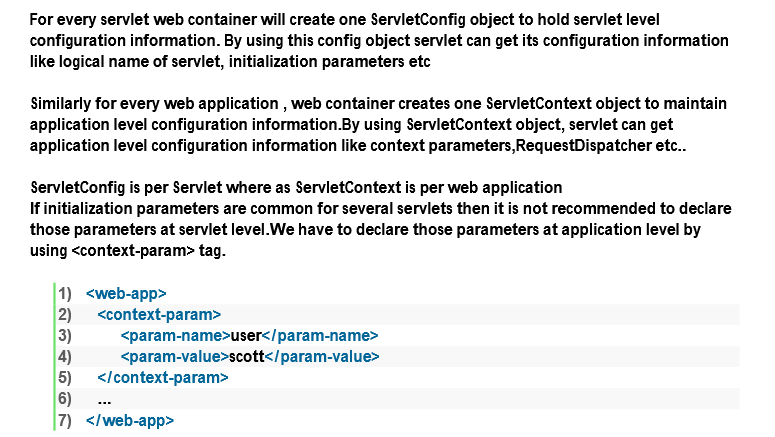 For every servlet web container will create one ServletConfig object to hold servlet level
configuration information. By using this config object servlet can get its configuration information
like logical name of servlet, initialization parameters etc
Similarly for every web application , web container creates one ServletContext object to maintain
application level configuration information.By using ServletContext object, servlet can get
application level configuration information like context parameters,RequestDispatcher etc..
ServletConfig is per Servlet where as ServletContext is per web application
If initialization parameters are common for several servlets then it is not recommended to declare
those parameters at servlet level.We have to declare those parameters at application level by
using <context-param> tag.
1) <web-app>
2) <context-param>
3) <param-name>user</param-name>
4) <param-value>scott</param-value>
5) </context-param>
6) ...
7) </web-app>